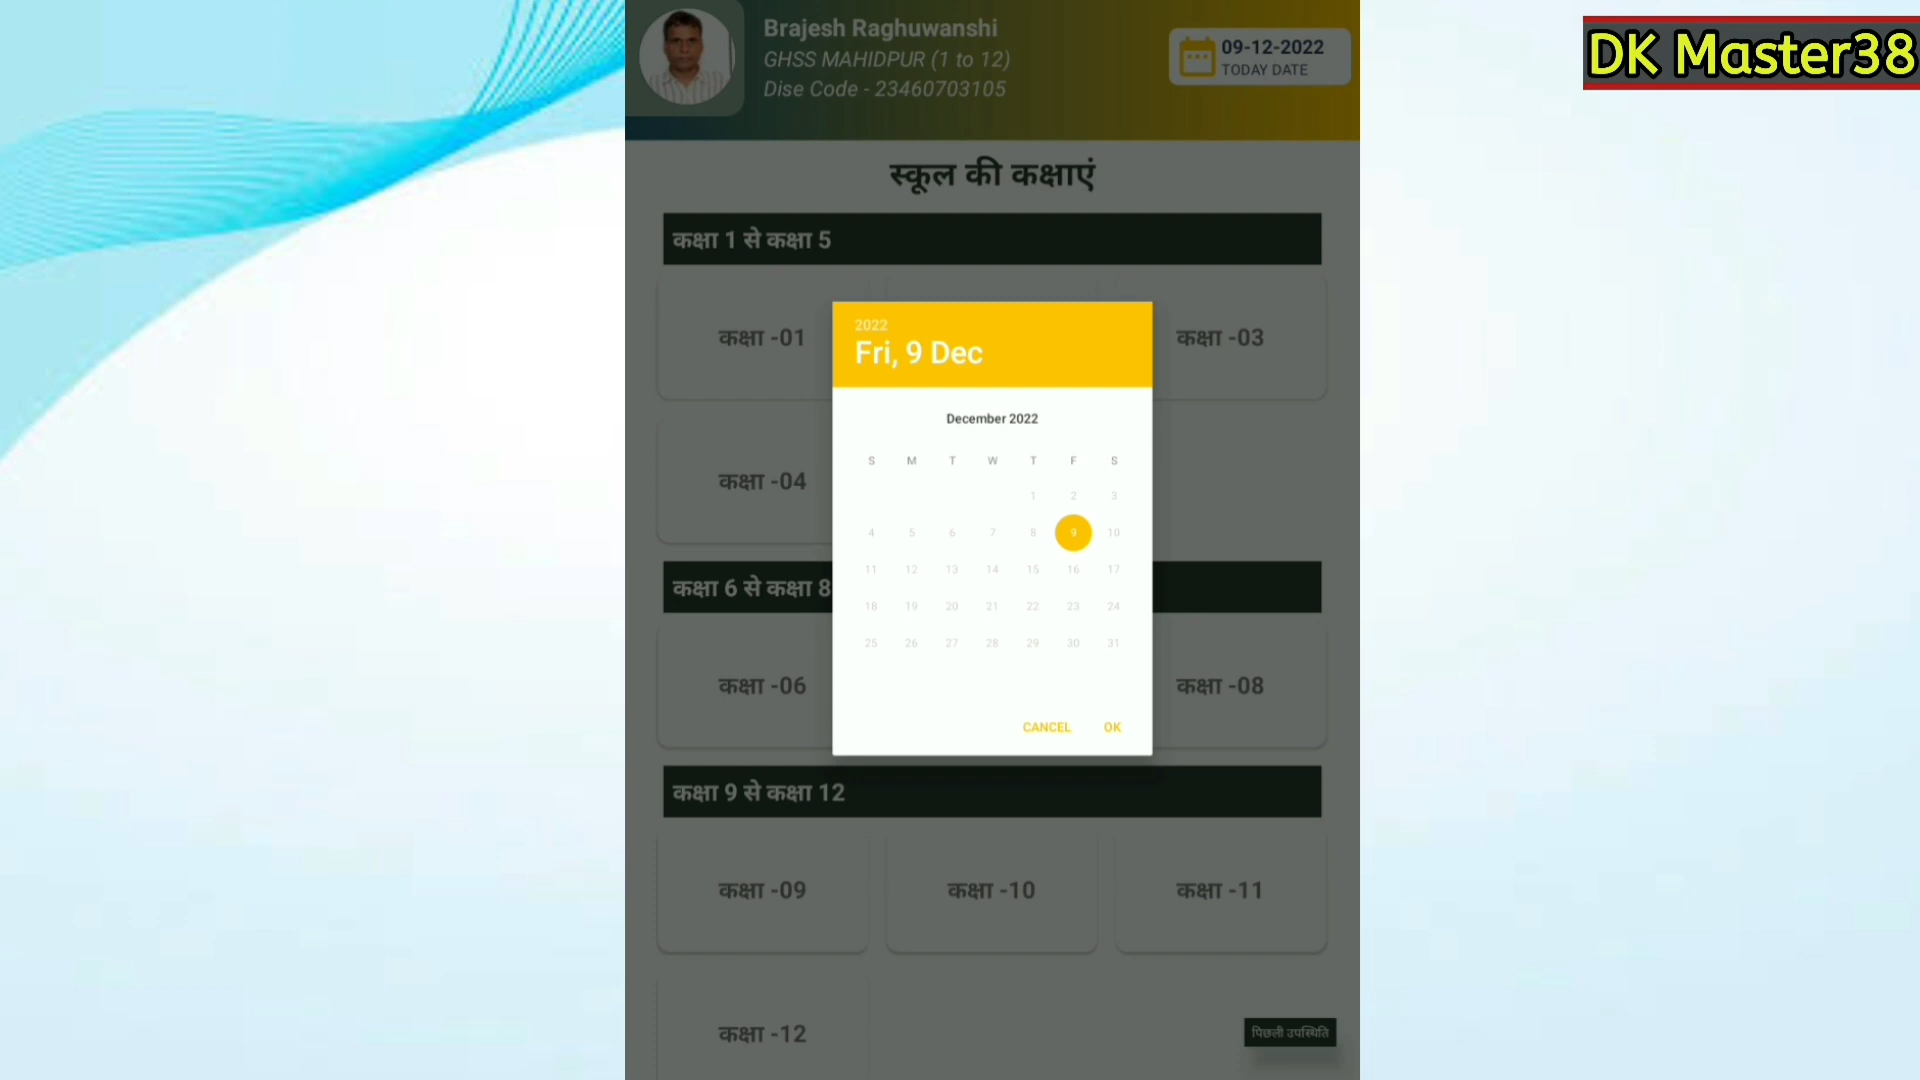 Brajesh Raghuwanshi
GHSS MAHIDPUR (1 to 12)
Dise Code - 23460703105
09-12-2022
TODAY DATE
DK Master38
स्कूल की कक्षाएं
कक्षा 1 से कक्षा 5
कक्षा -01
कक्षा -03
कक्षा -04
2022
Fri, 9 Dec
December 2022
S M T W T F S
1 2 3
4 5 6 7 8 9 10
11 12 13 14 15 16 17
18 19 20 21 22 23 24
25 26 27 28 29 30 31
CANCEL OK
कक्षा 6 से कक्षा 8
कक्षा -06
कक्षा -08
कक्षा 9 से कक्षा 12
कक्षा -09
कक्षा -10
कक्षा -11
कक्षा -12
पिछली उपस्थिति